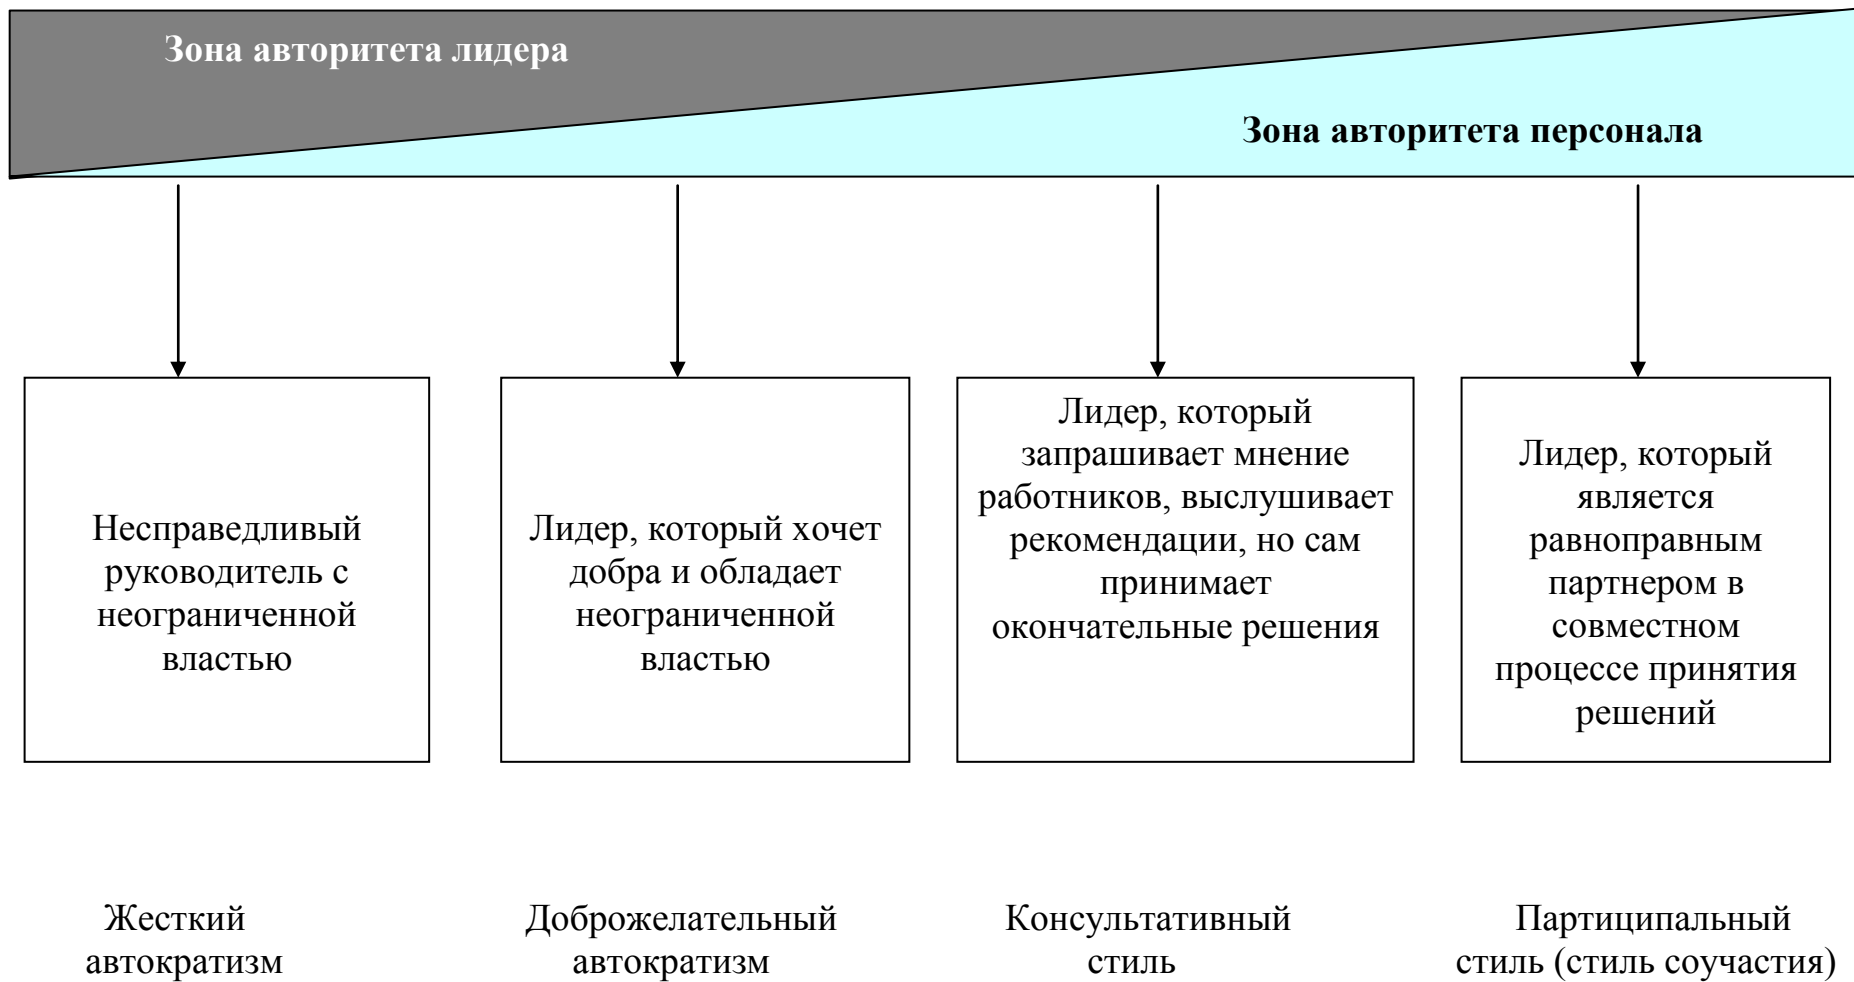 Зона авторитета лидера
Зона авторитета персонала
Несправедливый
руководитель с
неограниченной
властью
Лидер, который хочет
добра и обладает
неограниченной
властью
Лидер, который
запрашивает мнение
работников, выслушивает
рекомендации, но сам
принимает
окончательные решения
Лидер, который
является
равноправным
партнером в
совместном
процессе принятия
решений
Жесткий
автократизм
Доброжелательный
автократизм
Консультативный
стиль
Партиципальный
стиль (стиль соучастия)